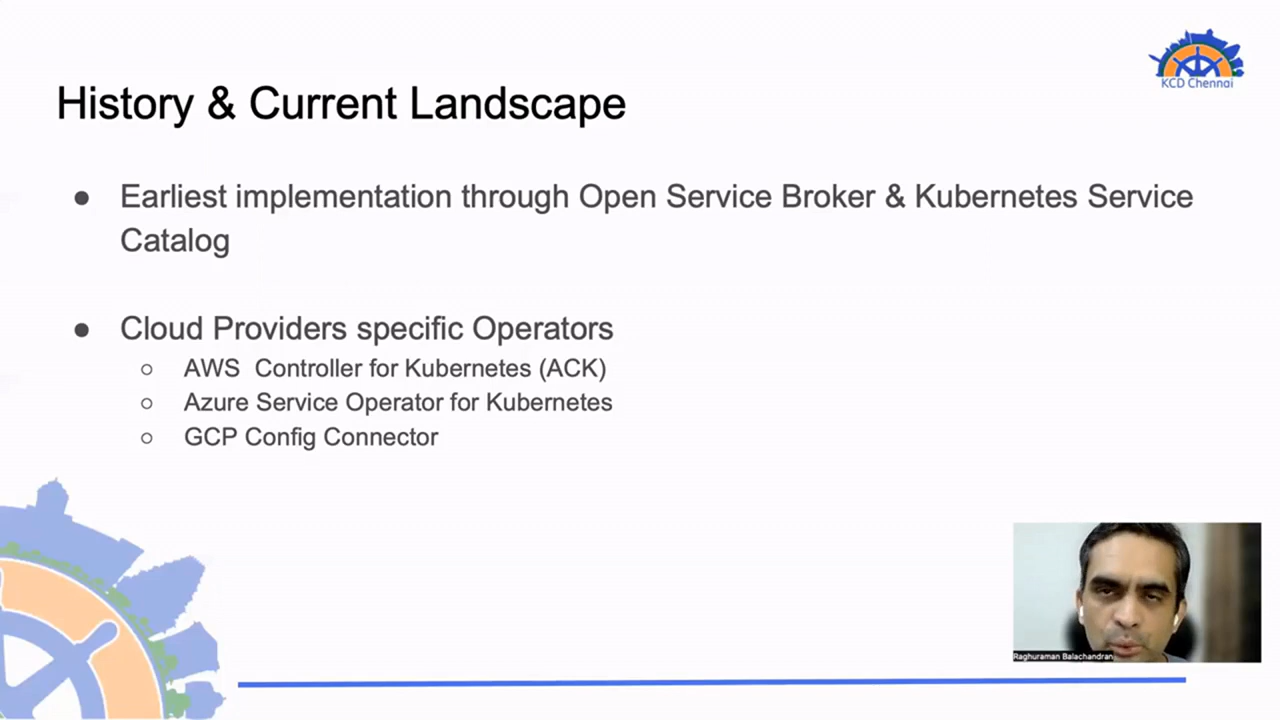 KCD Chennai
History & Current Landscape
● Earliest implementation through Open Service Broker & Kubernetes Service
Catalog
● Cloud Providers specific Operators
○ AWS  Controller for Kubernetes (ACK)
○ Azure Service Operator for Kubernetes
○ GCP Config Connector
Raghuraman Balachandran